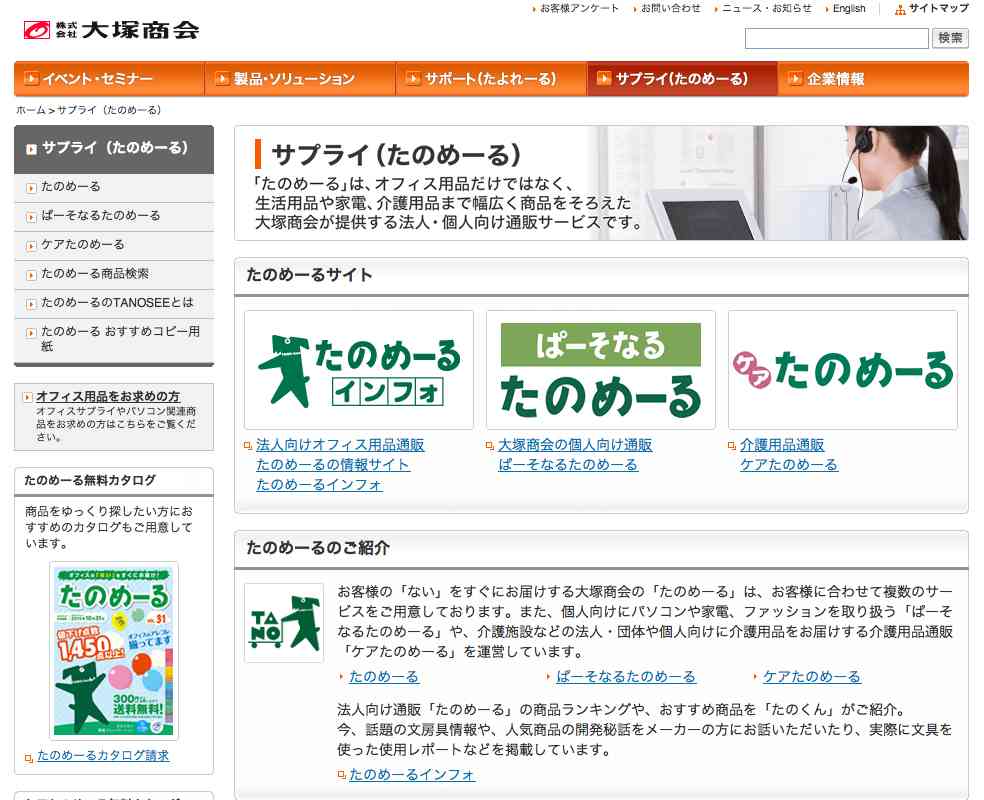 お客様アンケート お問い合わせ ニュース・お知らせ English サイトマップ
株式会社 大塚商会
検索
イベント・セミナー 製品・ソリューション サポート(たよれーる) サプライ(たのめーる) 企業情報
ホーム > サプライ（たのめーる）
サプライ（たのめーる）
たのめーる
ぱーそなるたのめーる
ケアたのめーる
たのめーる商品検索
たのめーるのTANOSEEとは
たのめーる おすすめコピー用
紙
オフィス用品をお求めの方
オフィスサプライやパソコン関連商
品をお求めの方はこちらをご覧くだ
さい。
たのめーる無料カタログ
商品をゆっくり探したい方にお
すすめのカタログもご用意して
います。
たのめーる
VOL.31
値下げ点数
1,450
点以上!
オフィスのアレコレ
揃ってます
300
送料無料!
たのめーるカタログ請求
サプライ（たのめーる）
「たのめーる」は、オフィス用品だけではなく、
生活用品や家電、介護用品まで幅広く商品をそろえた
大塚商会が提供する法人・個人向け通販サービスです。
たのめーるサイト
たのめーる
インフォ
ぱーそなる
たのめーる
ケア たのめーる
法人向けオフィス用品通販
たのめーるの情報サイト
たのめーるインフォ
大塚商会の個人向け通販
ぱーそなるたのめーる
介護用品通販
ケアたのめーる
たのめーるのご紹介
TA
NO
お客様の「ない」をすぐにお届けする大塚商会の「たのめーる」は、お客様に合わせて複数のサー
ビスをご用意しております。また、個人向けにパソコンや家電、ファッションを取り扱う「ぱーそ
なるたのめーる」や、介護施設などの法人・団体や個人向けに介護用品をお届けする介護用品通販
「ケアたのめーる」を運営しています。
たのめーる ぱーそなるたのめーる ケアたのめーる
法人向け通販「たのめーる」の商品ランキングや、おすすめ商品を「たのくん」がご紹介。
今、話題の文房具情報や、人気商品の開発秘話をメーカーの方にお話いただいたり、実際に文具を
使った使用レポートなどを掲載しています。
たのめーるインフォ